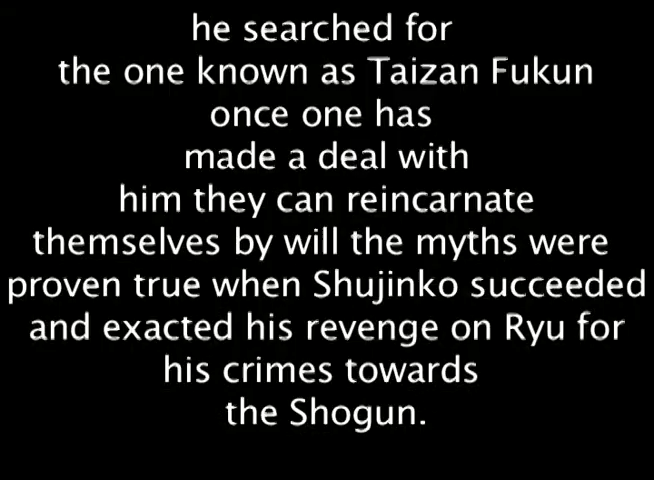 he searched for
the one known as Taizan Fukun
once one has
made a deal with
him they can reincarnate
themselves by will the myths were
proven true when Shujinko succeeded
and exacted his revenge on Ryu for
his crimes towards
the Shogun.